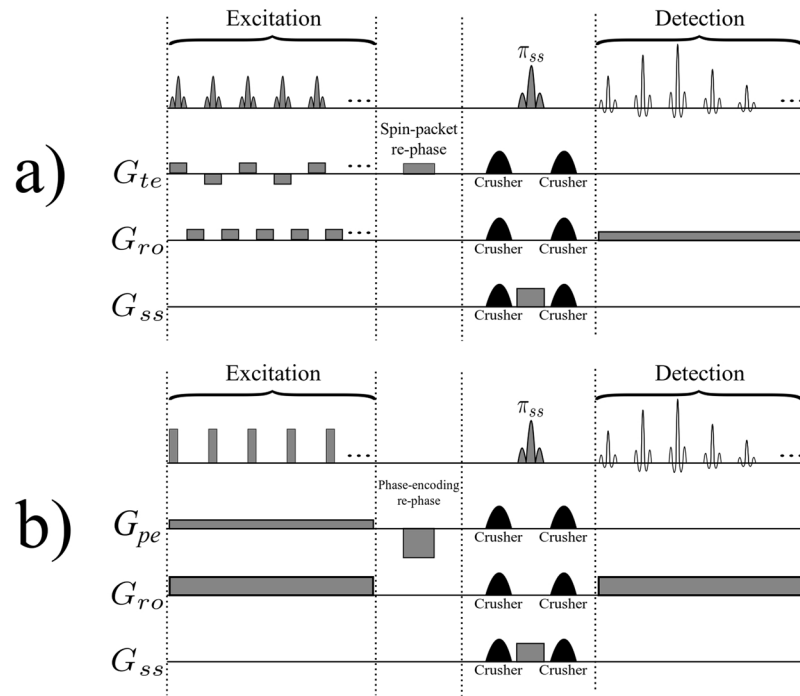 Excitation
Detection
π_ss
. . .
. . .
a)
Spin-packet
re-phase
G_te
. . .
Crusher Crusher
G_ro
. . .
Crusher Crusher
G_ss
Crusher Crusher
Excitation
Detection
π_ss
. . .
. . .
b)
Phase-encoding
re-phase
G_pe
Crusher Crusher
G_ro
Crusher Crusher
G_ss
Crusher Crusher